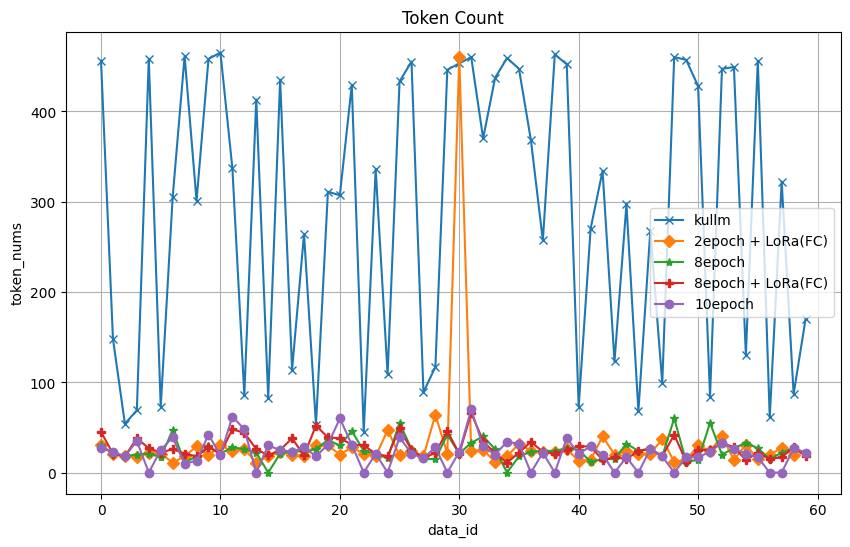 Token Count
token_nums
400
300
200
100
0
kullm
2epoch + LoRa(FC)
8epoch
8epoch + LoRa(FC)
10epoch
0
10
20
30
40
50
60
data_id